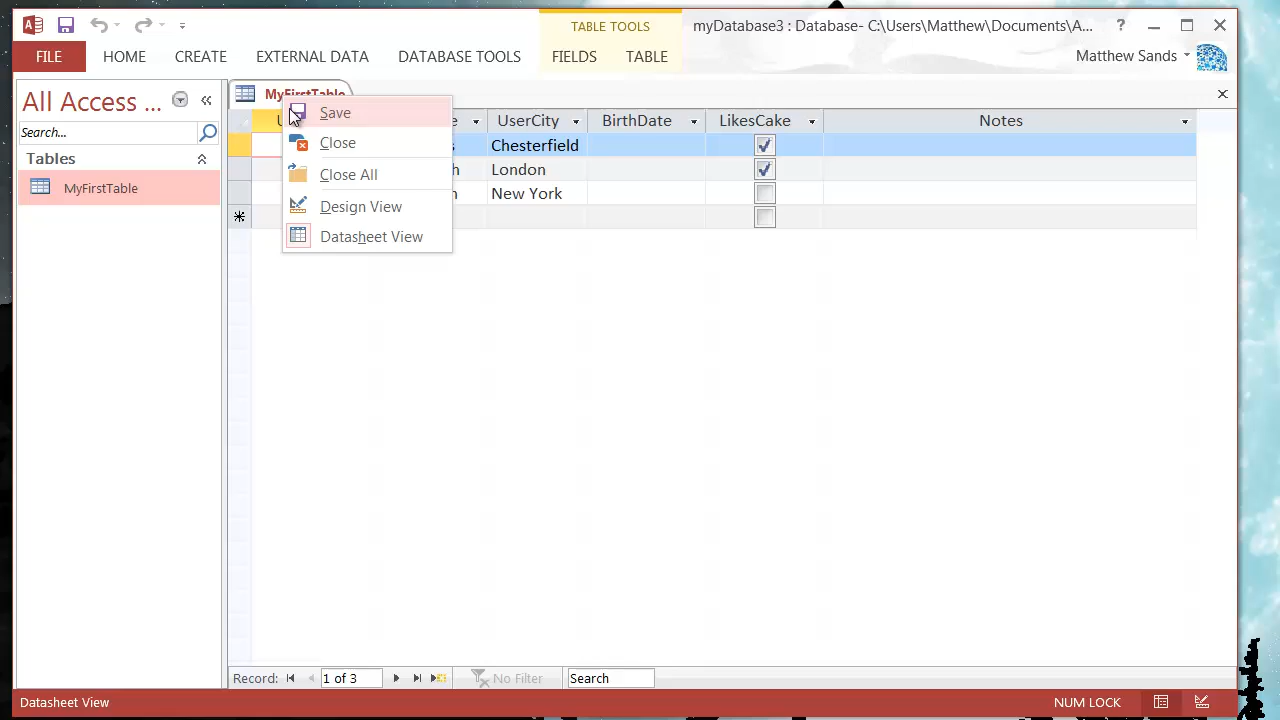 TABLE TOOLS
myDatabase3 : Database- C:\Users\Matthew\Documents\A...
?
FILE
HOME
CREATE
EXTERNAL DATA
DATABASE TOOLS
FIELDS
TABLE
Matthew Sands
All Access ...
Search...
Tables
MyFirstTable
MyFirstTable
U
e
UserCity
BirthDate
LikesCake
Notes
s
Chesterfield
h
London
n
New York
Save
Close
Close All
Design View
Datasheet View
Record:
1 of 3
No Filter
Search
Datasheet View
NUM LOCK